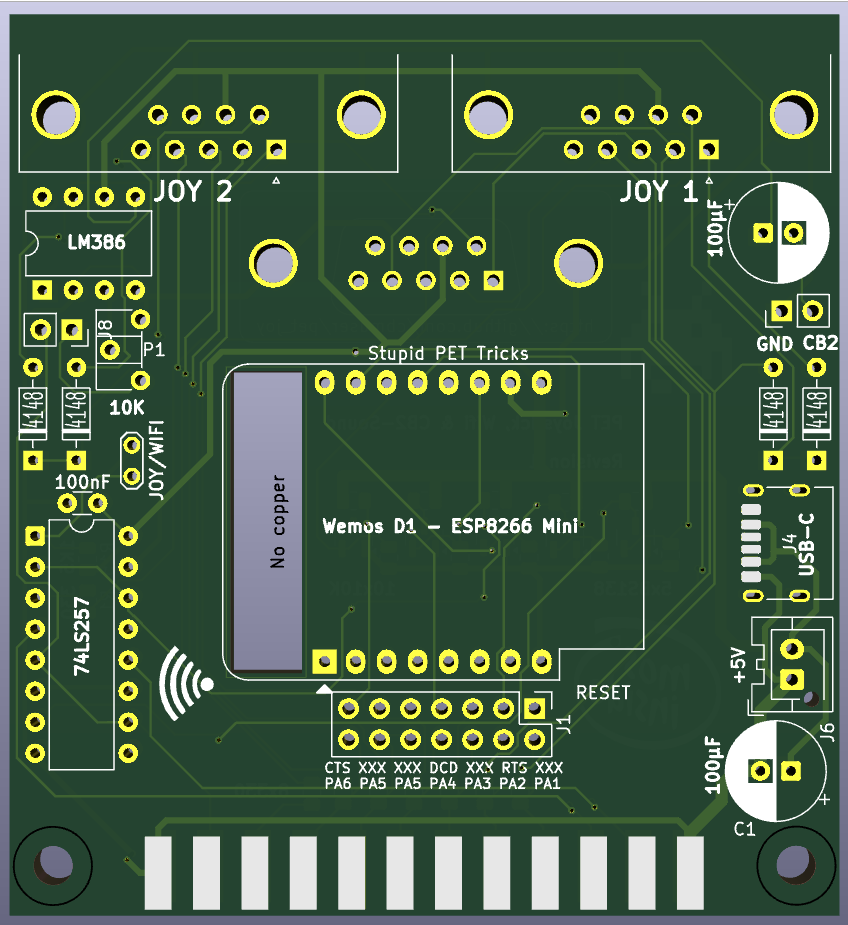 JOY 2
JOY 1
100µF
+
LM386
J8
P1
GND CB2
Stupid PET Tricks
4148
4148
4148
4148
10K
JOY/WIFI
100nF
No copper
Wemos D1 – ESP8266 Mini
J4
USB-C
74LS257
+5V
RESET
J1
J6
CTS XXX XXX DCD XXX RTS XXX
PA6 PA5 PA5 PA4 PA3 PA2 PA1
100µF
+
C1